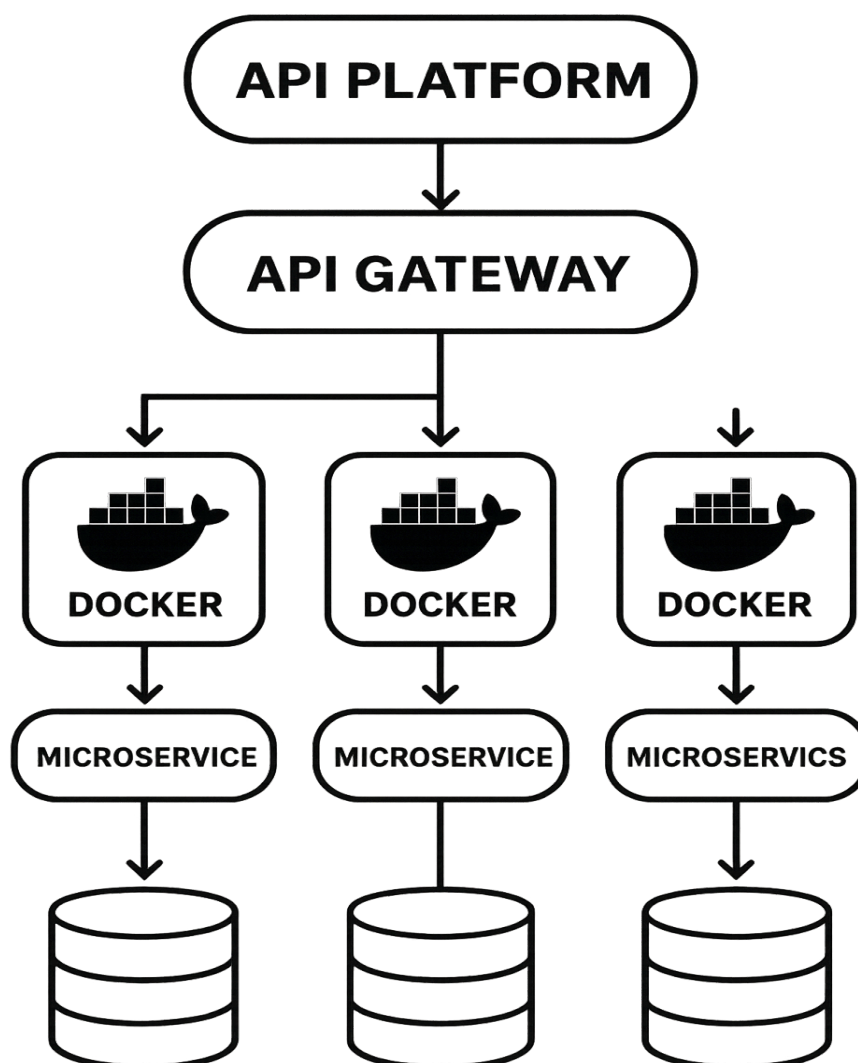 API PLATFORM
API GATEWAY
DOCKER
DOCKER
DOCKER
MICROSERVICE
MICROSERVICE
MICROSERVICS